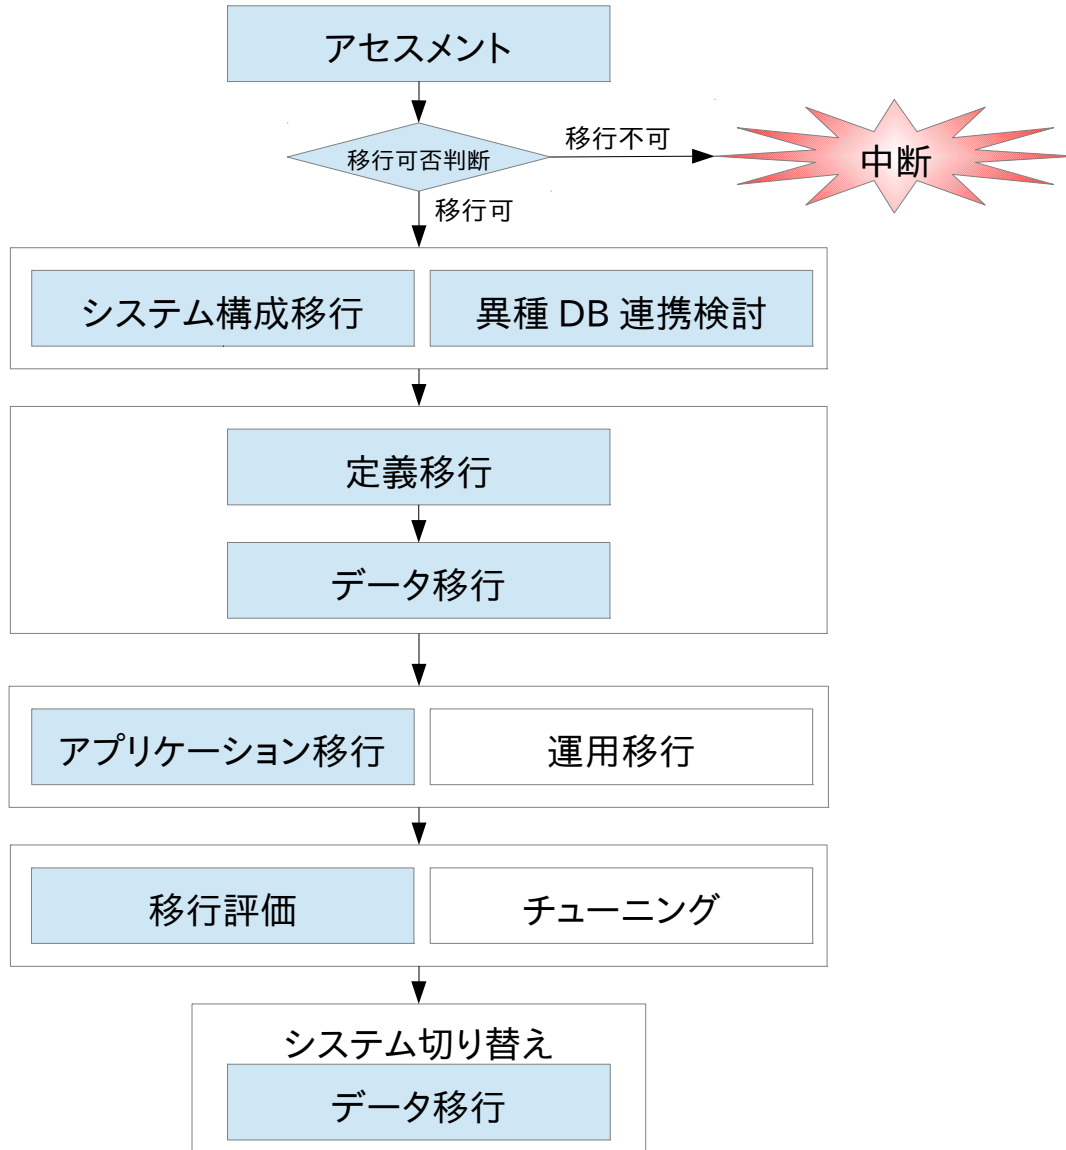 アセスメント
移行可否判断
移行不可
中断
移行可
システム構成移行
異種 DB 連携検討
定義移行
データ移行
アプリケーション移行
運用移行
移行評価
チューニング
システム切り替え
データ移行